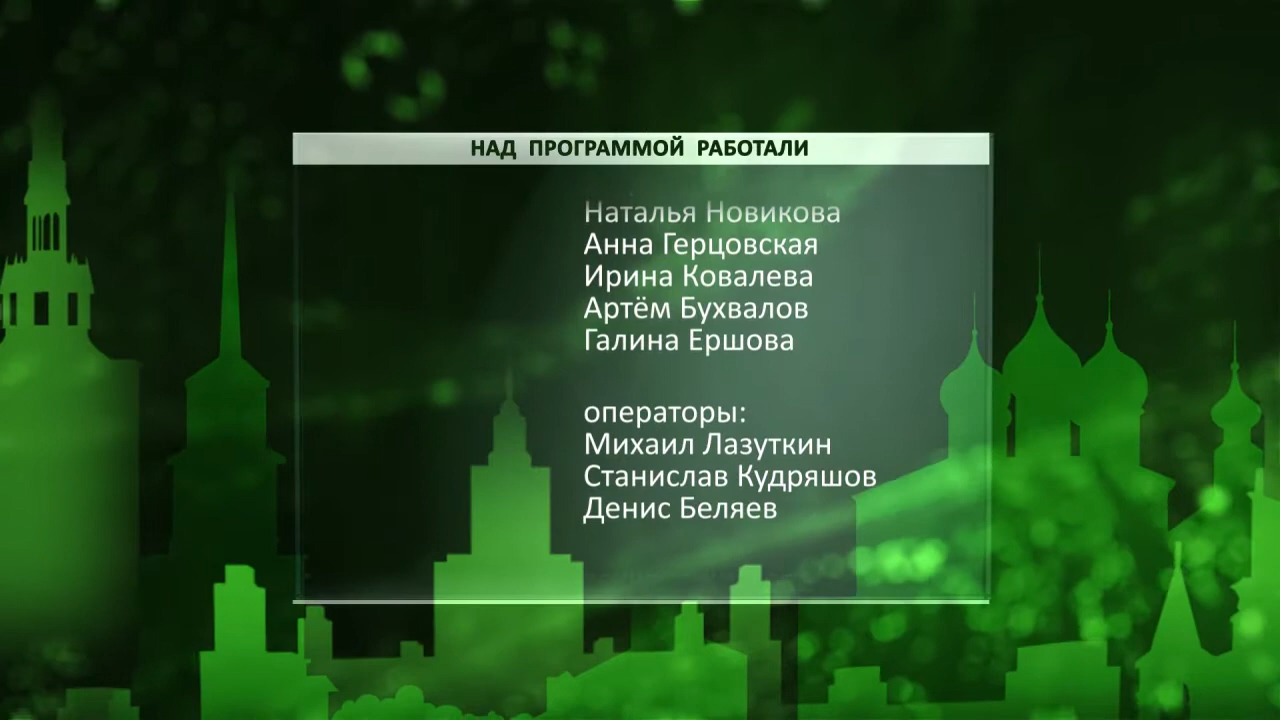 НАД ПРОГРАММОЙ РАБОТАЛИ
Наталья Новикова
Анна Герцовская
Ирина Ковалева
Артём Бухвалов
Галина Ершова
операторы:
Михаил Лазуткин
Станислав Кудряшов
Денис Беляев